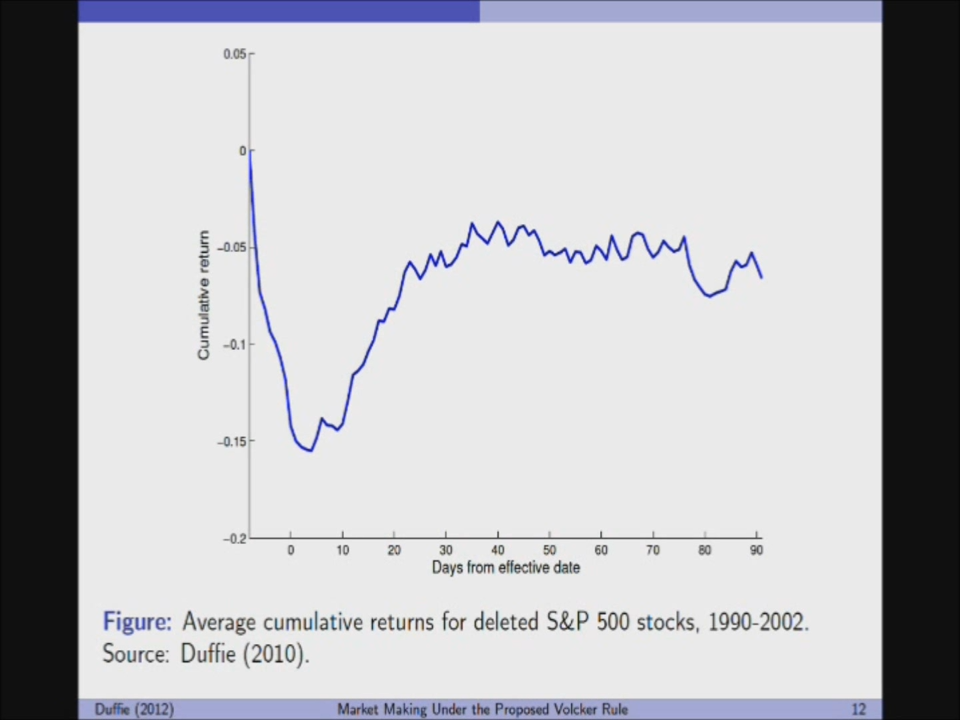 0.05
0
Cumulative return
−0.05
−0.1
−0.15
−0.2
0 10 20 30 40 50 60 70 80 90
Days from effective date
Figure: Average cumulative returns for deleted S&P 500 stocks, 1990-2002.
Source: Duffie (2010).
Duffie (2012) Market Making Under the Proposed Volcker Rule 12